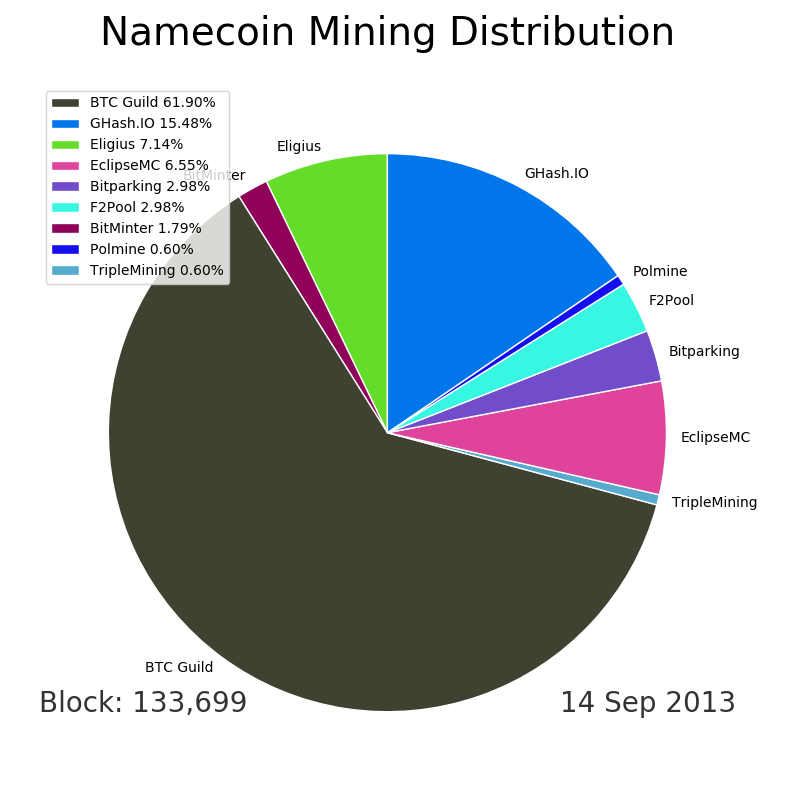 Namecoin Mining Distribution
BTC Guild 61.90%
GHash.IO 15.48%
Eligius 7.14%
EclipseMC 6.55%
Bitparking 2.98%
F2Pool 2.98%
BitMinter 1.79%
Polmine 0.60%
TripleMining 0.60%
Eligius
BitMinter
GHash.IO
Polmine
F2Pool
Bitparking
EclipseMC
TripleMining
BTC Guild
Block: 133,699
14 Sep 2013